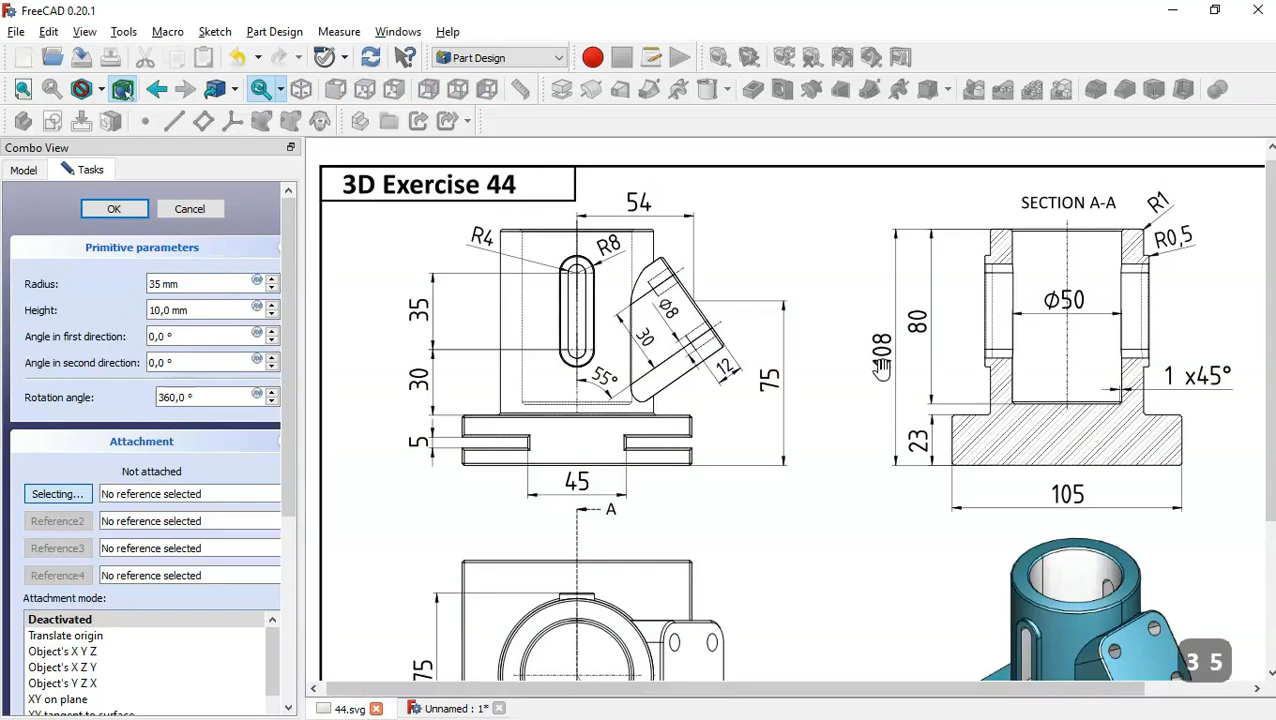 FreeCAD 0.20.1
File Edit View Tools Macro Sketch Part Design Measure Windows Help
Part Design
Combo View
Model Tasks
OK Cancel
Primitive parameters
Radius: 35 mm
Height: 10,0 mm
Angle in first direction: 0,0 °
Angle in second direction: 0,0 °
Rotation angle: 360,0 °
Attachment
Not attached
Selecting... No reference selected
Reference2 No reference selected
Reference3 No reference selected
Reference4 No reference selected
Attachment mode:
Deactivated
Translate origin
Object's X Y Z
Object's X Z Y
Object's Y Z X
XY on plane
XY tangent to surface
3D Exercise 44
54
R4
R8
35
30
5
Ø8
30
55°
12
75
45
A
75
SECTION A-A
R1
R0,5
108
80
Ø50
1 x45°
23
105
3 5
44.svg Unnamed : 1*